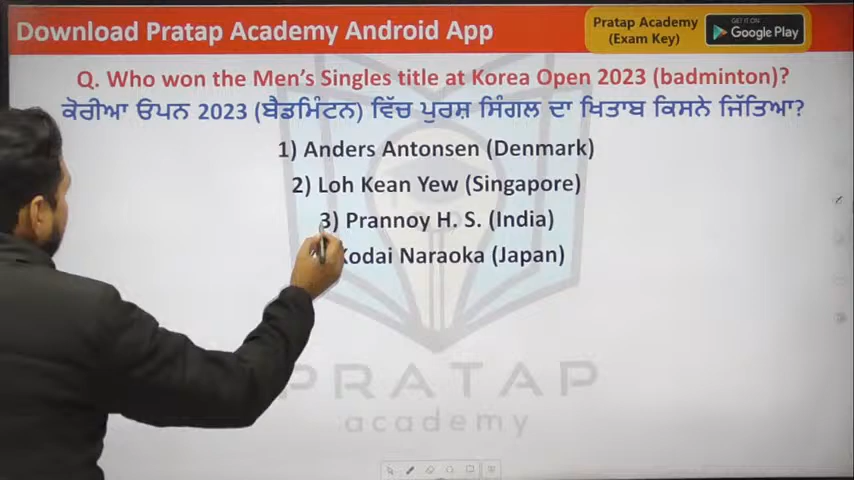 Download Pratap Academy Android App
Pratap Academy
(Exam Key)
GET IT ON
Google Play
Q. Who won the Men's Singles title at Korea Open 2023 (badminton)?
ਕੋਰੀਆ ਓਪਨ 2023 (ਬੈਡਮਿੰਟਨ) ਵਿੱਚ ਪੁਰਸ਼ ਸਿੰਗਲ ਦਾ ਖਿਤਾਬ ਕਿਸਨੇ ਜਿੱਤਿਆ?
1) Anders Antonsen (Denmark)
2) Loh Kean Yew (Singapore)
3) Prannoy H. S. (India)
Kodai Naraoka (Japan)
PRATAP
academy